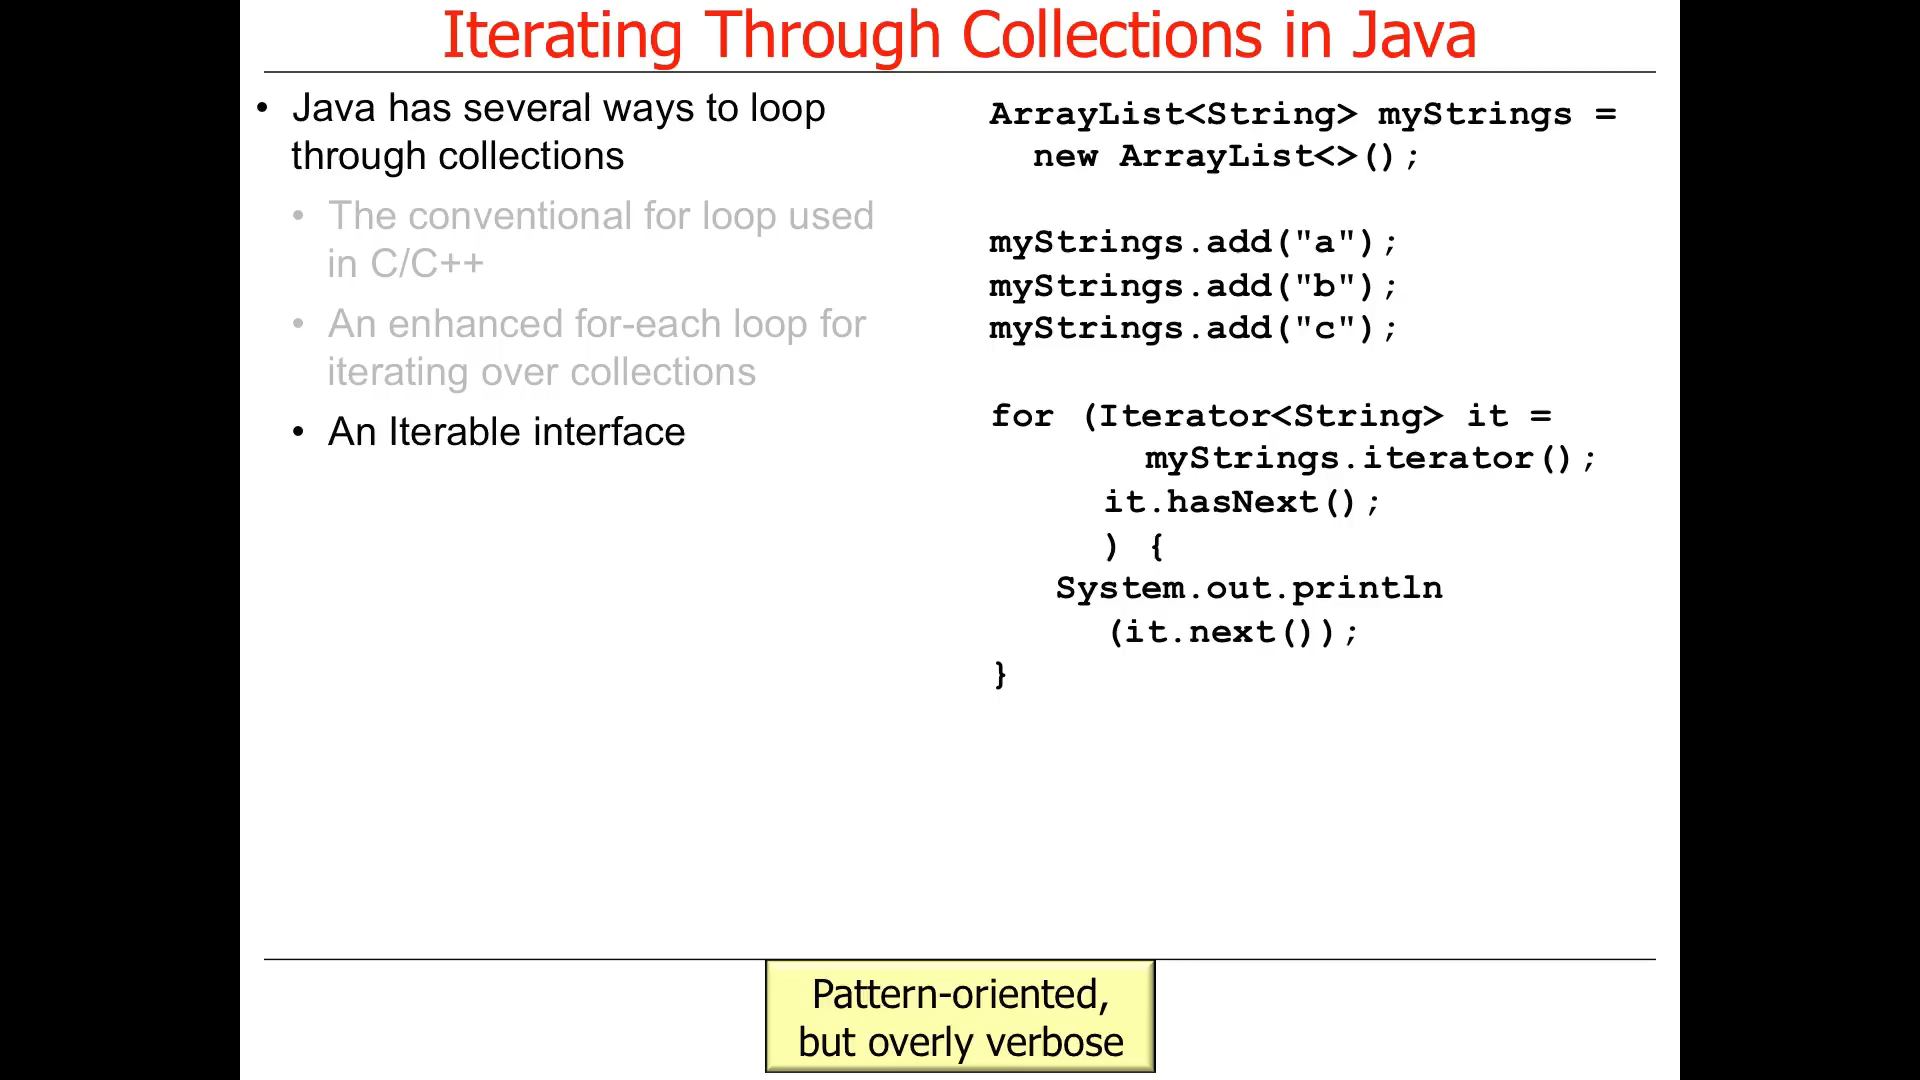 Iterating Through Collections in Java
• Java has several ways to loop
through collections
• The conventional for loop used
in C/C++
• An enhanced for-each loop for
iterating over collections
• An Iterable interface
ArrayList<String> myStrings =
new ArrayList<>();
myStrings.add("a");
myStrings.add("b");
myStrings.add("c");
for (Iterator<String> it =
myStrings.iterator();
it.hasNext();
) {
System.out.println
(it.next());
}
Pattern-oriented,
but overly verbose